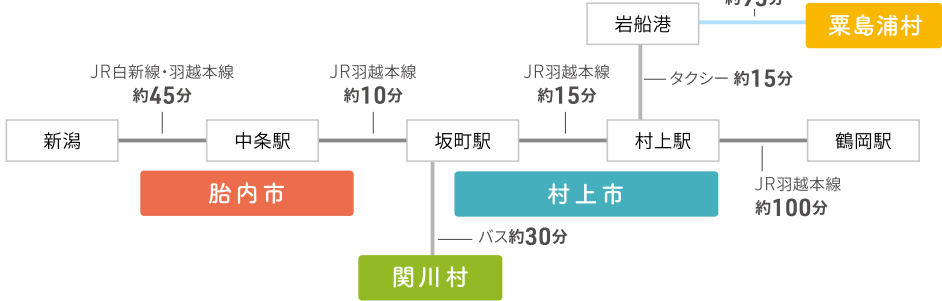 約75分
岩船港
粟島浦村
JR白新線・羽越本線
約45分
JR羽越本線
約10分
JR羽越本線
約15分
タクシー 約15分
新潟
中条駅
坂町駅
村上駅
鶴岡駅
胎内市
村上市
JR羽越本線
約100分
バス約30分
関川村